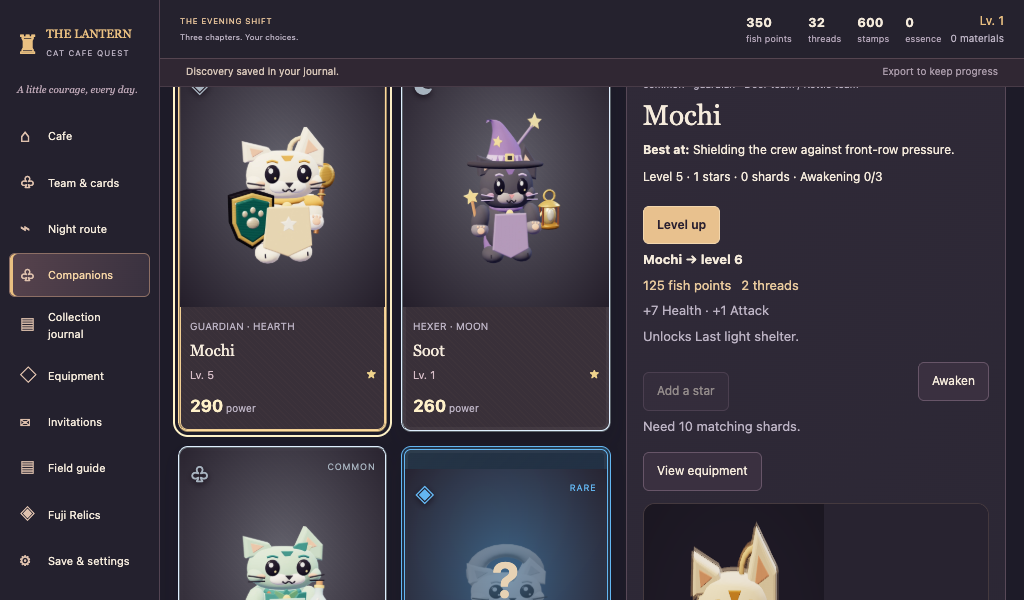 THE LANTERN
CAT CAFE QUEST
A little courage, every day.
Cafe
Team & cards
Night route
Companions
Collection
journal
Equipment
Invitations
Field guide
Fuji Relics
Save & settings
THE EVENING SHIFT
Three chapters. Your choices.
350
fish points
32
threads
600
stamps
0
essence
Lv. 1
0 materials
Discovery saved in your journal.
Export to keep progress
GUARDIAN · HEARTH
Mochi
Lv. 5
290 power
HEXER · MOON
Soot
Lv. 1
260 power
COMMON
RARE
?
Mochi
Best at: Shielding the crew against front-row pressure.
Level 5 · 1 stars · 0 shards · Awakening 0/3
Level up
Mochi → level 6
125 fish points 2 threads
+7 Health · +1 Attack
Unlocks Last light shelter.
Add a star
Awaken
Need 10 matching shards.
View equipment